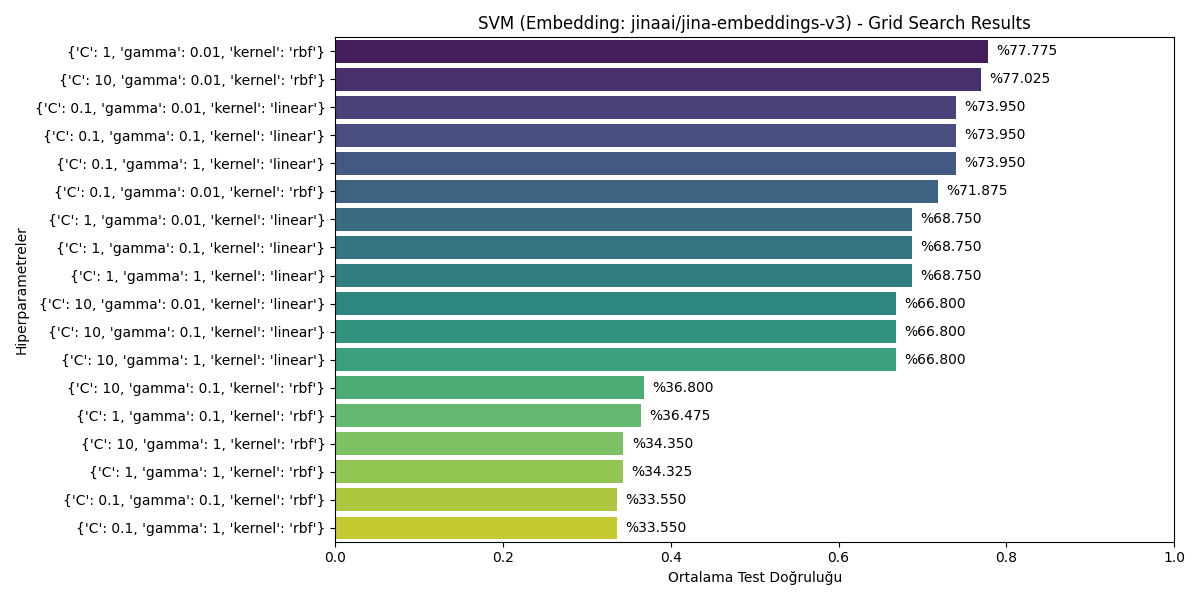 SVM (Embedding: jinaai/jina-embeddings-v3) - Grid Search Results
Hiperparametreler
{'C': 1, 'gamma': 0.01, 'kernel': 'rbf'} %77.775
{'C': 10, 'gamma': 0.01, 'kernel': 'rbf'} %77.025
{'C': 0.1, 'gamma': 0.01, 'kernel': 'linear'} %73.950
{'C': 0.1, 'gamma': 0.1, 'kernel': 'linear'} %73.950
{'C': 0.1, 'gamma': 1, 'kernel': 'linear'} %73.950
{'C': 0.1, 'gamma': 0.01, 'kernel': 'rbf'} %71.875
{'C': 1, 'gamma': 0.01, 'kernel': 'linear'} %68.750
{'C': 1, 'gamma': 0.1, 'kernel': 'linear'} %68.750
{'C': 1, 'gamma': 1, 'kernel': 'linear'} %68.750
{'C': 10, 'gamma': 0.01, 'kernel': 'linear'} %66.800
{'C': 10, 'gamma': 0.1, 'kernel': 'linear'} %66.800
{'C': 10, 'gamma': 1, 'kernel': 'linear'} %66.800
{'C': 10, 'gamma': 0.1, 'kernel': 'rbf'} %36.800
{'C': 1, 'gamma': 0.1, 'kernel': 'rbf'} %36.475
{'C': 10, 'gamma': 1, 'kernel': 'rbf'} %34.350
{'C': 1, 'gamma': 1, 'kernel': 'rbf'} %34.325
{'C': 0.1, 'gamma': 0.1, 'kernel': 'rbf'} %33.550
{'C': 0.1, 'gamma': 1, 'kernel': 'rbf'} %33.550
0.0 0.2 0.4 0.6 0.8 1.0
Ortalama Test Doğruluğu